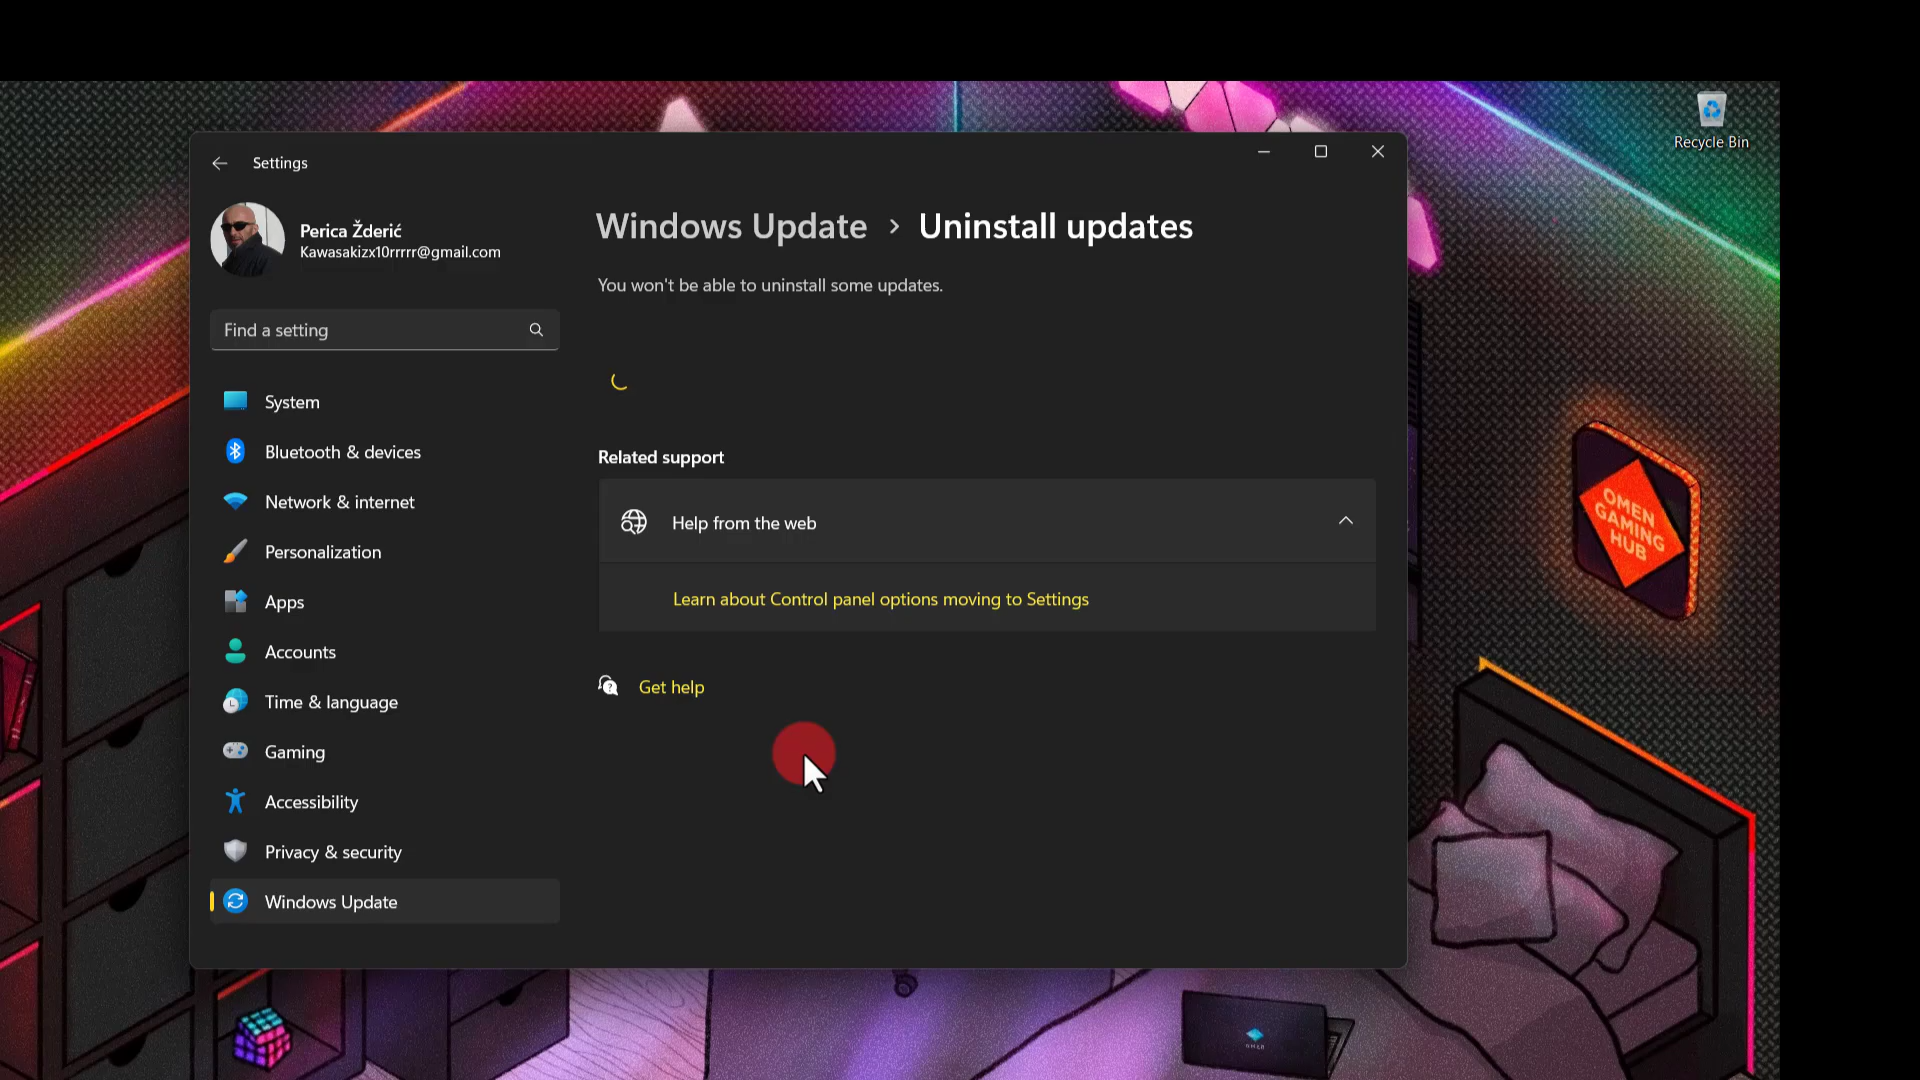 Recycle Bin
Settings
Perica Žderić
Kawasakizx10rrrrr@gmail.com
Find a setting
System
Bluetooth & devices
Network & internet
Personalization
Apps
Accounts
Time & language
Gaming
Accessibility
Privacy & security
Windows Update
Windows Update > Uninstall updates
You won't be able to uninstall some updates.
Related support
Help from the web
Learn about Control panel options moving to Settings
Get help
OMEN
GAMING
HUB